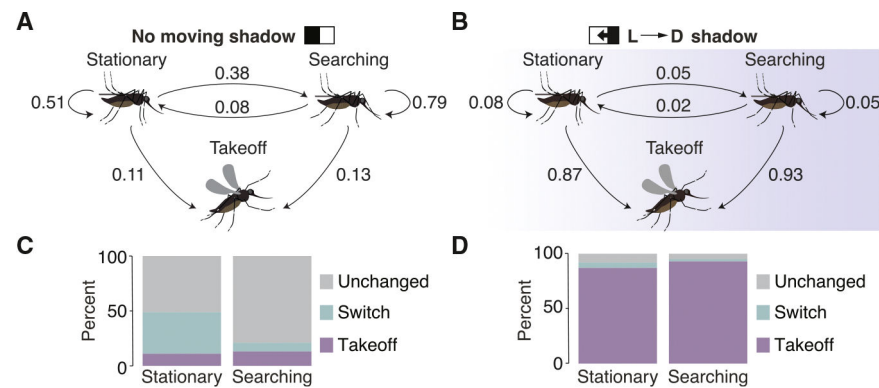 A
No moving shadow
Stationary
Searching
0.38
0.51
0.08
0.79
Takeoff
0.11
0.13
B
L → D shadow
Stationary
Searching
0.05
0.08
0.02
0.05
Takeoff
0.87
0.93
C
100
50
0
Percent
Stationary Searching
Unchanged
Switch
Takeoff
D
100
50
0
Percent
Stationary Searching
Unchanged
Switch
Takeoff